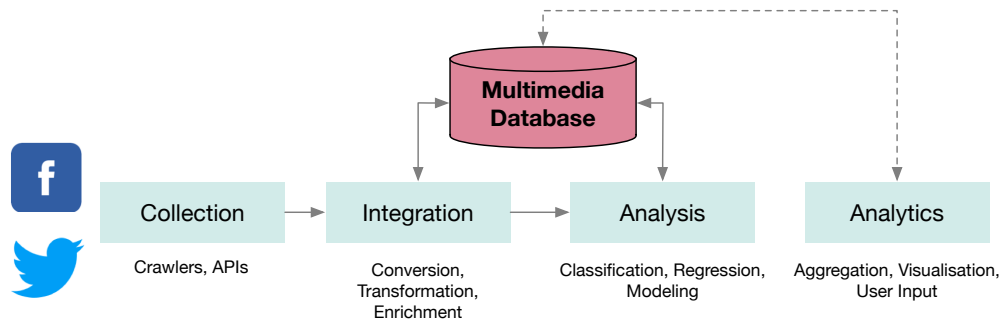 Multimedia
Database
f
Collection
Integration
Analysis
Analytics
Crawlers, APIs
Conversion,
Transformation,
Enrichment
Classification, Regression,
Modeling
Aggregation, Visualisation,
User Input